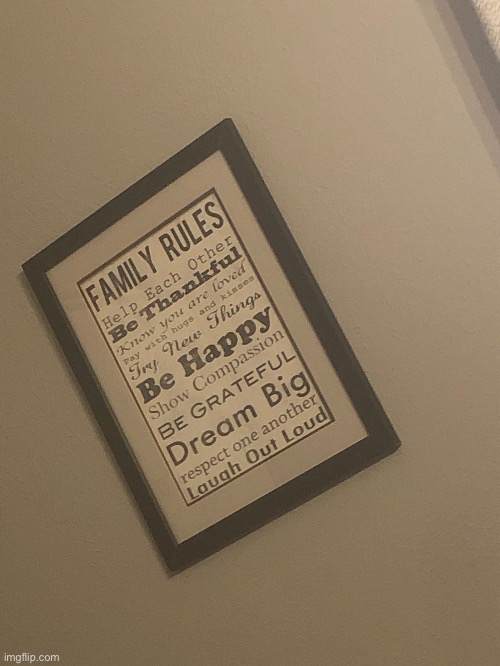 FAMILY RULES
Help Each Other
Be Thankful
Know you are loved
Pay with hugs and kisses
Try New Things
Be Happy
Show Compassion
BE GRATEFUL
Dream Big
respect one another
Laugh Out Loud
imgflip.com